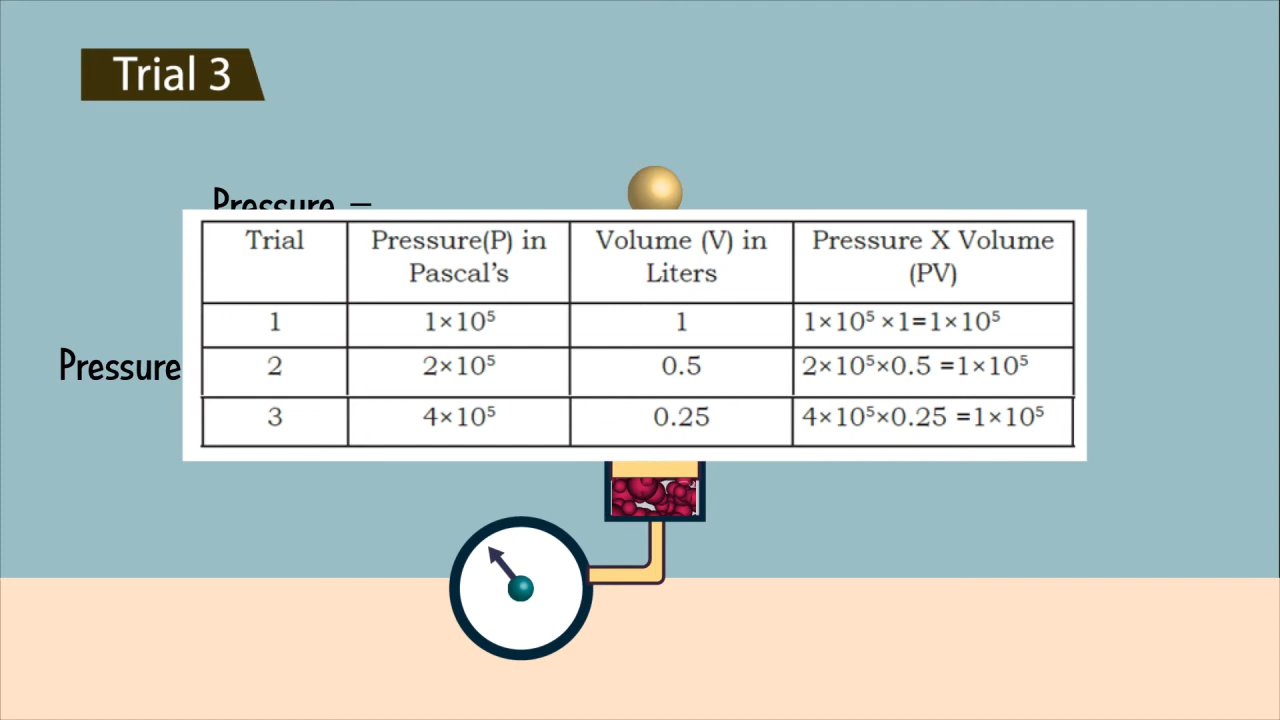 Trial 3
Pressure =
Pressure
Trial Pressure(P) in Pascal's Volume (V) in Liters Pressure X Volume (PV)
1 1×10⁵ 1 1×10⁵ ×1=1×10⁵
2 2×10⁵ 0.5 2×10⁵×0.5 =1×10⁵
3 4×10⁵ 0.25 4×10⁵×0.25 =1×10⁵